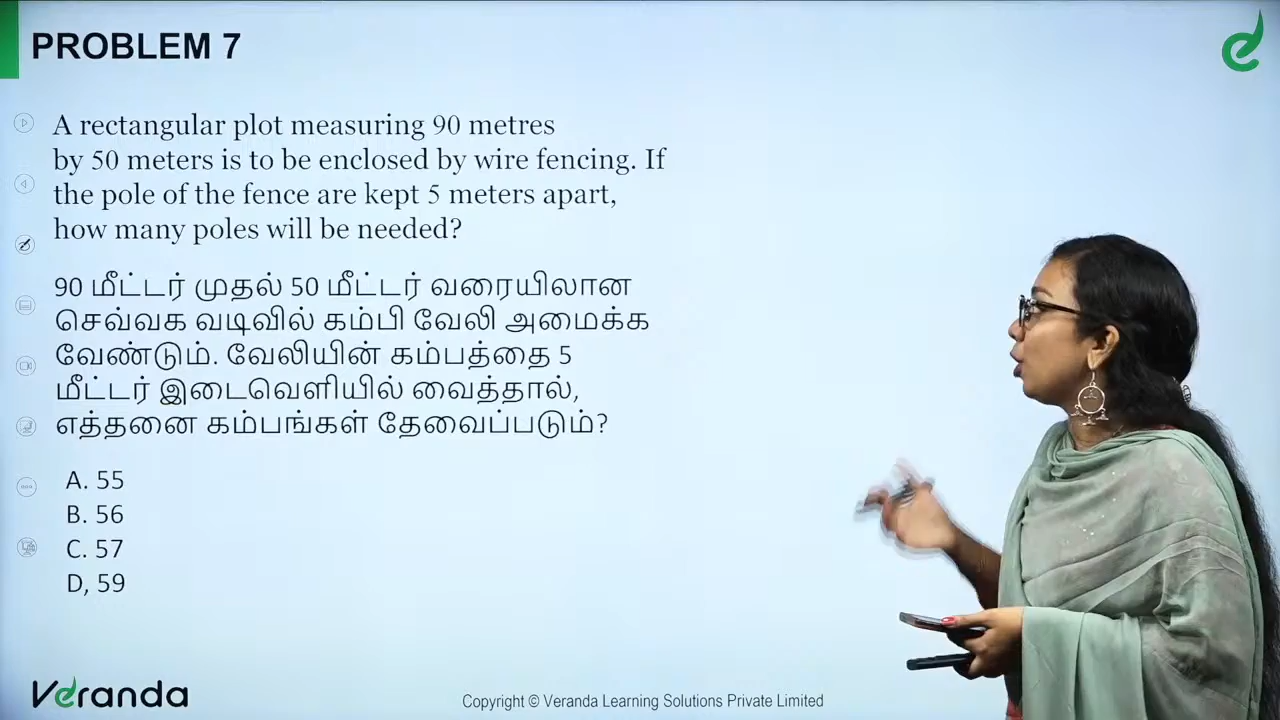 PROBLEM 7
A rectangular plot measuring 90 metres
by 50 meters is to be enclosed by wire fencing. If
the pole of the fence are kept 5 meters apart,
how many poles will be needed?
90 மீட்டர் முதல் 50 மீட்டர் வரையிலான
செவ்வக வடிவில் கம்பி வேலி அமைக்க
வேண்டும். வேலியின் கம்பத்தை 5
மீட்டர் இடைவெளியில் வைத்தால்,
எத்தனை கம்பங்கள் தேவைப்படும்?
A. 55
B. 56
C. 57
D, 59
Veranda
Copyright © Veranda Learning Solutions Private Limited